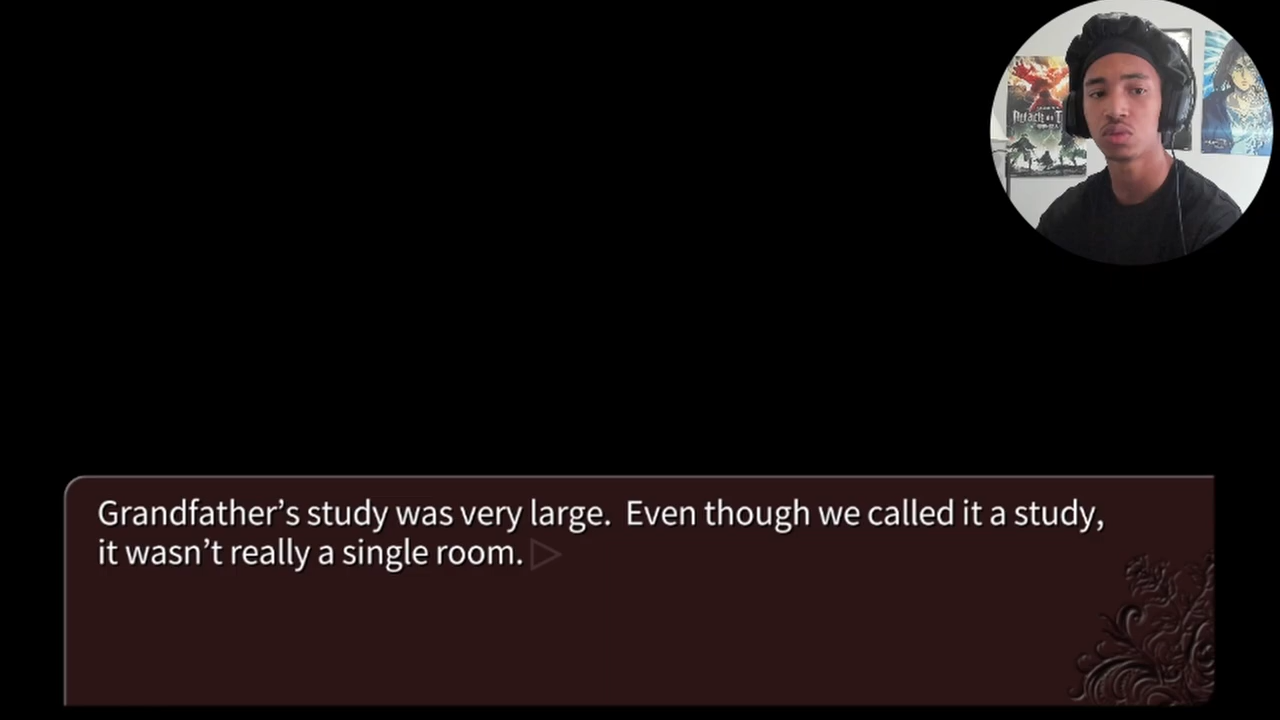 Grandfather’s study was very large.  Even though we called it a study,
it wasn’t really a single room.